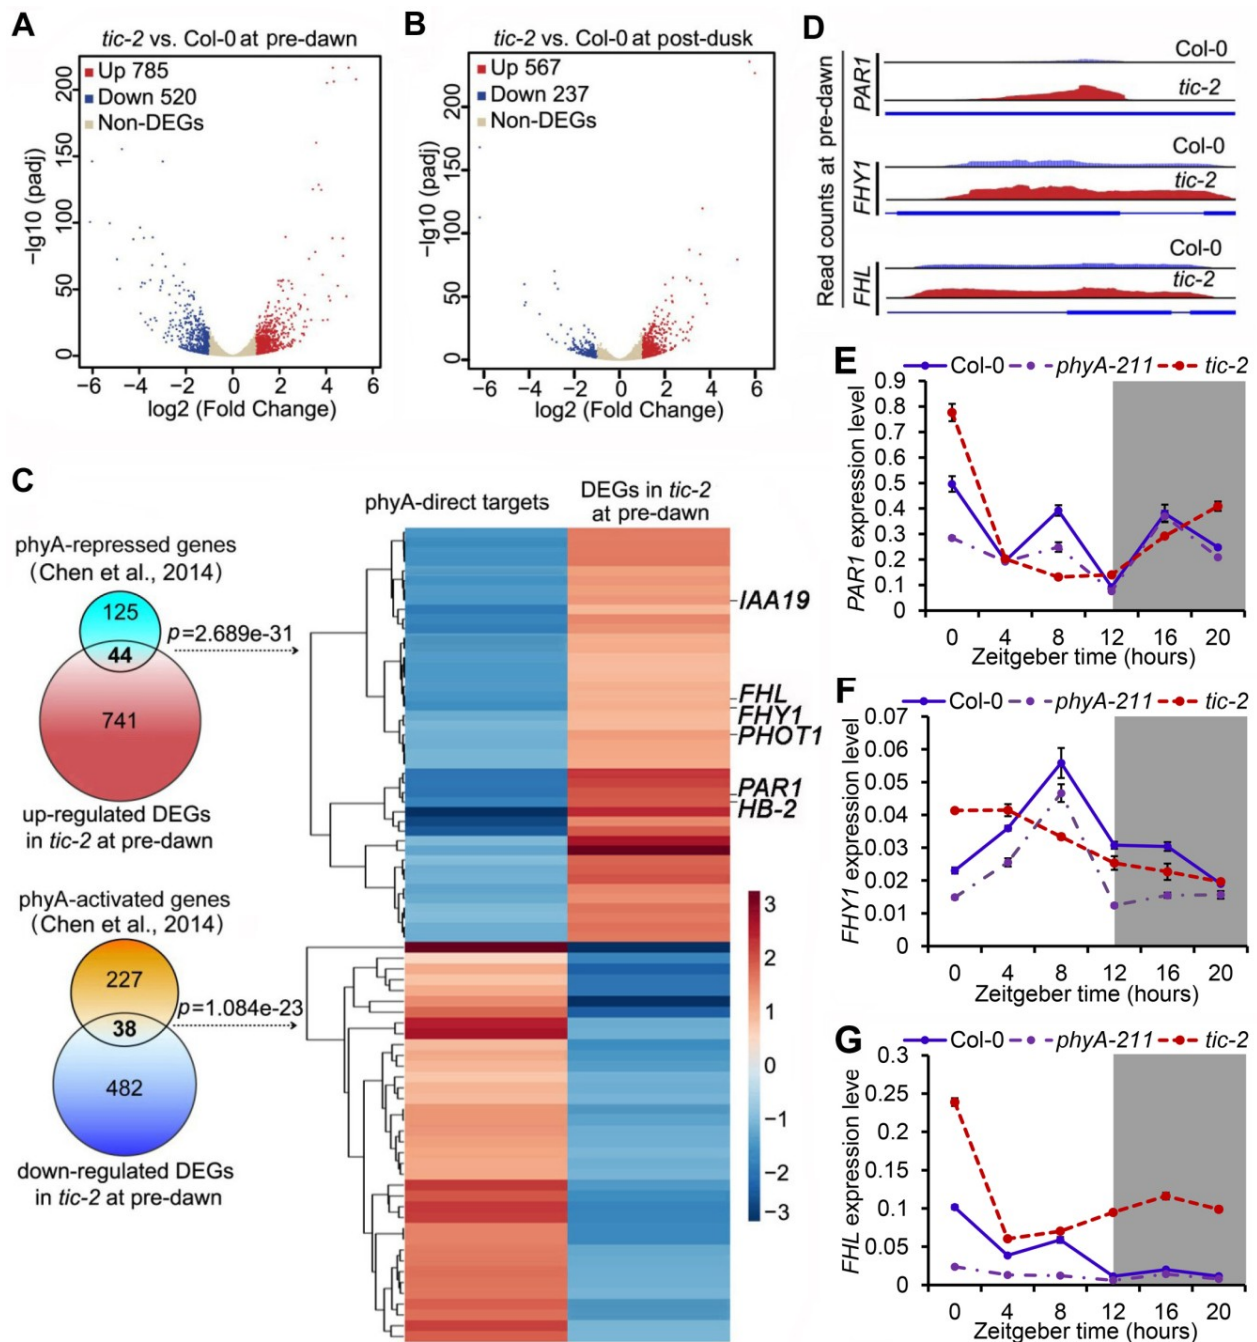 A
tic-2 vs. Col-0 at pre-dawn
Up 785
Down 520
Non-DEGs
−lg10 (padj)
200
150
100
50
0
−6 −4 −2 0 2 4 6
log2 (Fold Change)
B
tic-2 vs. Col-0 at post-dusk
Up 567
Down 237
Non-DEGs
−lg10 (padj)
200
150
100
50
0
−6 −4 −2 0 2 4 6
log2 (Fold Change)
C
phyA-repressed genes
(Chen et al., 2014)
125
44
741
p=2.689e-31
up-regulated DEGs
in tic-2 at pre-dawn
phyA-activated genes
(Chen et al., 2014)
227
38
482
p=1.084e-23
down-regulated DEGs
in tic-2 at pre-dawn
phyA-direct targets
DEGs in tic-2
at pre-dawn
IAA19
FHL
FHY1
PHOT1
PAR1
HB-2
3
2
1
0
−1
−2
−3
D
Read counts at pre-dawn
PAR1
Col-0
tic-2
FHY1
Col-0
tic-2
FHL
Col-0
tic-2
E
Col-0 phyA-211 tic-2
PAR1 expression level
0.9
0.8
0.7
0.6
0.5
0.4
0.3
0.2
0.1
0
0 4 8 12 16 20
Zeitgeber time (hours)
F
Col-0 phyA-211 tic-2
FHY1 expression level
0.07
0.06
0.05
0.04
0.03
0.02
0.01
0
0 4 8 12 16 20
Zeitgeber time (hours)
G
Col-0 phyA-211 tic-2
FHL expression leve
0.3
0.25
0.2
0.15
0.1
0.05
0
0 4 8 12 16 20
Zeitgeber time (hours)